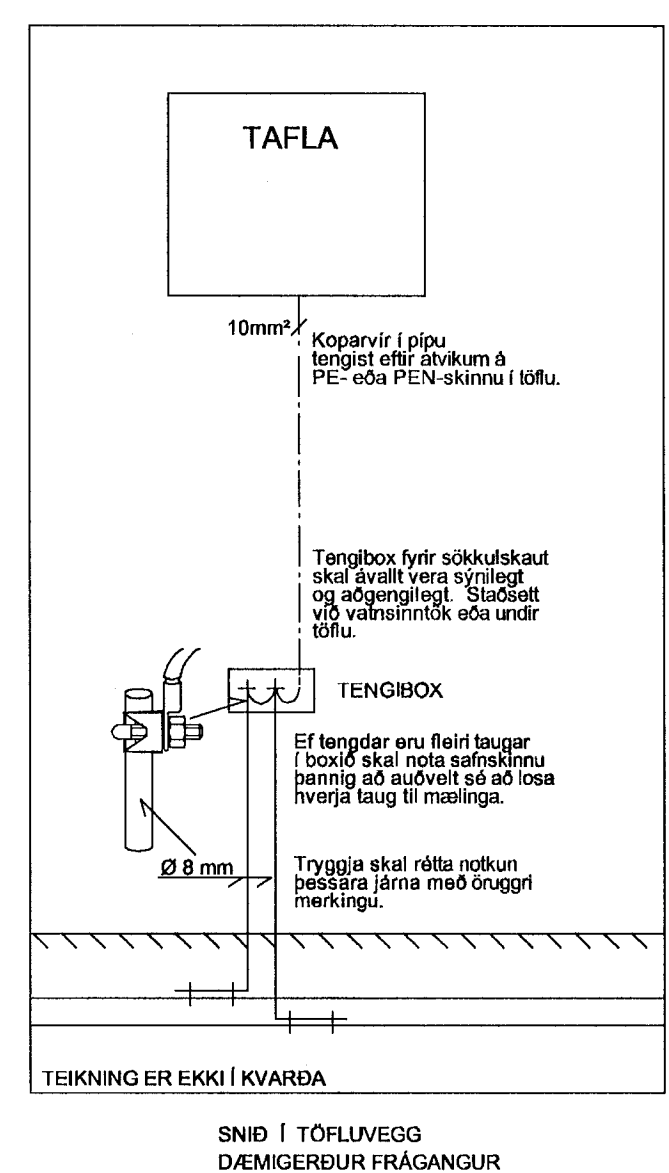 TAFLA
10mm²
Koparvír í pípu
tengist eftir atvikum á
PE- eða PEN-skinnu í töflu.
Tengibox fyrir sökkulskaut
skal ávallt vera sýnilegt
og aðgengilegt. Staðsett
við vatnsinntök eða undir
töflu.
TENGIBOX
Ef tengdar eru fleiri taugar
í boxið skal nota safnskinnu
þannig að auðvelt sé að losa
hverja taug til mælinga.
Ø 8 mm
Tryggja skal rétta notkun
þessara járna með öruggri
merkingu.
TEIKNING ER EKKI Í KVARÐA
SNIÐ Í TÖFLUVEGG
DÆMIGERÐUR FRÁGANGUR